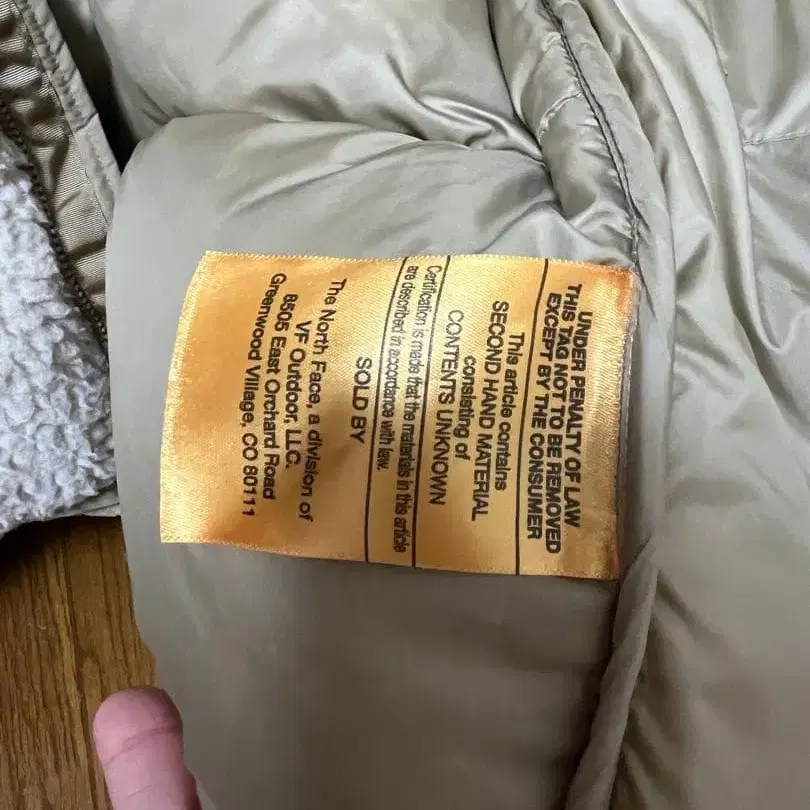 UNDER PENALTY OF LAW
THIS TAG NOT TO BE REMOVED
EXCEPT BY THE CONSUMER
This article contains
SECOND HAND MATERIAL
consisting of
CONTENTS UNKNOWN
Certification is made that the materials in this article
are described in accordance with law.
SOLD BY
The North Face, a division of
VF Outdoor, LLC.
8505 East Orchard Road
Greenwood Village, CO 80111